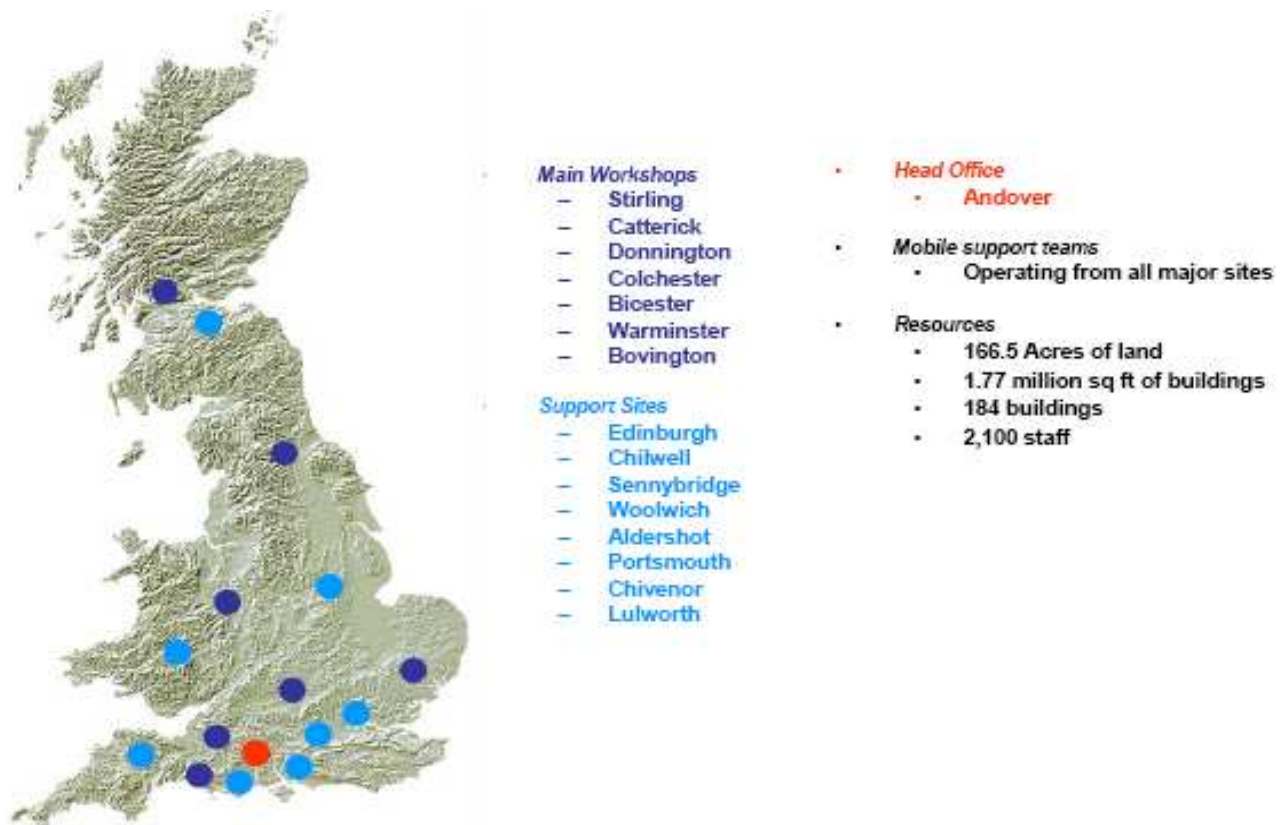 Main Workshops
– Stirling
– Catterick
– Donnington
– Colchester
– Bicester
– Warminster
– Bovington
Support Sites
– Edinburgh
– Chilwell
– Sennybridge
– Woolwich
– Aldershot
– Portsmouth
– Chivenor
– Lulworth
• Head Office
• Andover
• Mobile support teams
• Operating from all major sites
• Resources
• 166.5 Acres of land
• 1.77 million sq ft of buildings
• 184 buildings
• 2,100 staff